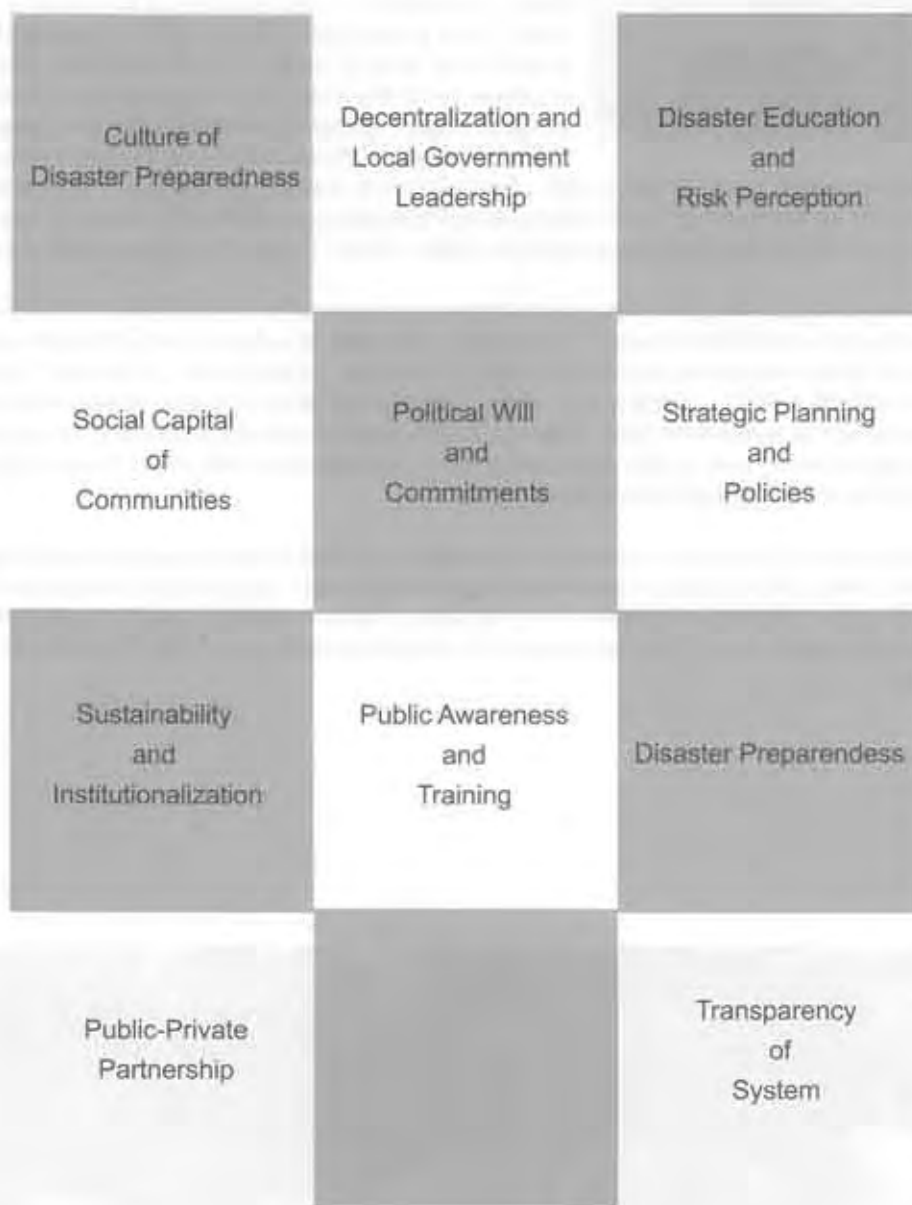 Culture of
Disaster Preparedness
Decentralization and
Local Government
Leadership
Disaster Education
and
Risk Perception
Social Capital
of
Communities
Political Will
and
Commitments
Strategic Planning
and
Policies
Sustainability
and
Institutionalization
Public Awareness
and
Training
Disaster Preparendess
Public-Private
Partnership
Transparency
of
System